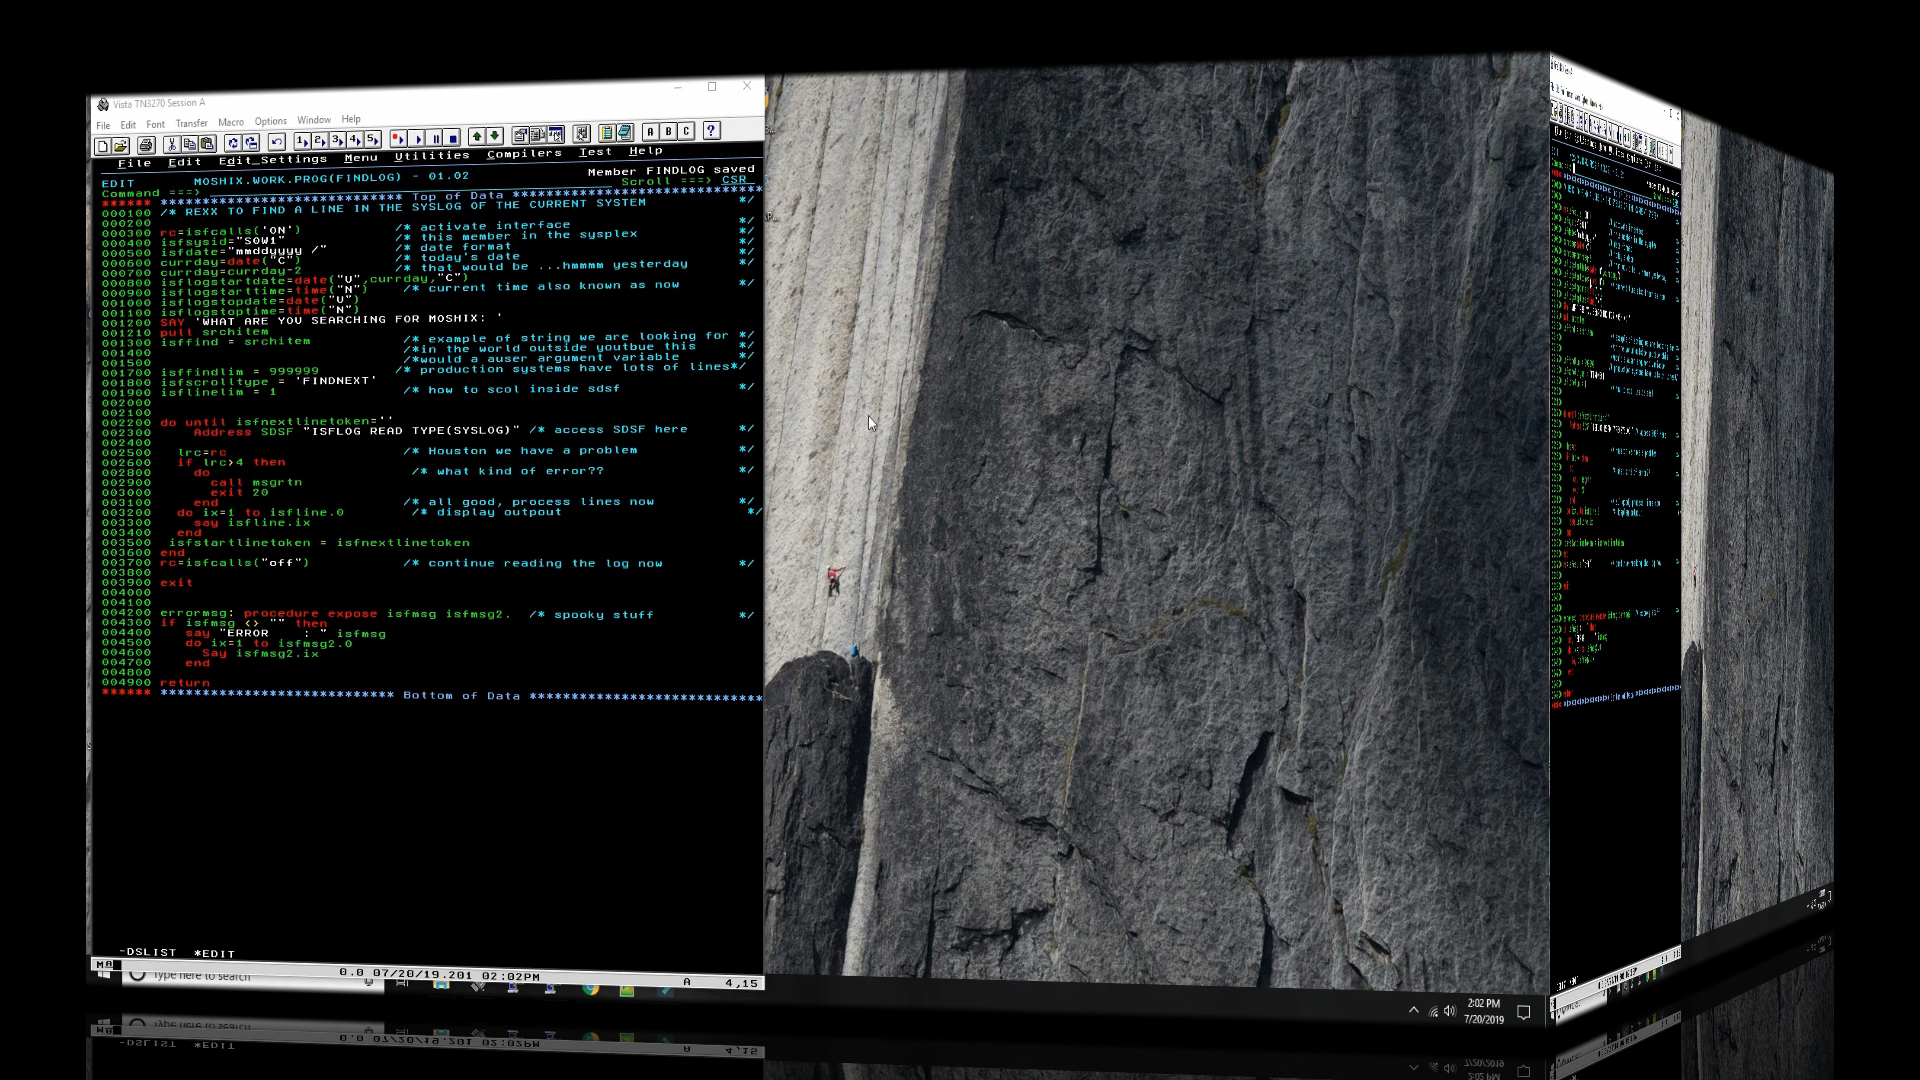 Vista TN3270 Session A
File Edit Font Transfer Macro Options Window Help
1 2 3 4 5 A B C ?
File Edit Edit_Settings Menu Utilities Compilers Test Help
EDIT MOSHIX.WORK.PROG(FINDLOG) - 01.02 Member FINDLOG saved
Command ===> Scroll ===> CSR
****** *************************** Top of Data ******************************
000100 /* REXX TO FIND A LINE IN THE SYSLOG OF THE CURRENT SYSTEM */
000200
000300 rc=isfcalls('ON') /* activate interface */
000400 isfsysid="S0W1" /* this member in the sysplex */
000500 isfdate="mmddyyyy /" /* date format */
000600 currday=date("C") /* today's date */
000700 currday=currday-2 /* that would be ...hmmmm yesterday */
000800 isflogstartdate=date("U",currday,"C")
000900 isflogstarttime=time("N") /* current time also known as now */
001000 isflogstopdate=date("U")
001100 isflogstoptime=time("N")
001200 SAY 'WHAT ARE YOU SEARCHING FOR MOSHIX: '
001210 pull srchitem
001300 isffind = srchitem /* example of string we are looking for */
001400 /*in the world outside youtbue this */
001500 /*would a auser argument variable */
001700 isffindlim = 999999 /* production systems have lots of lines*/
001800 isfscrolltype = 'FINDNEXT'
001900 isflinelim = 1 /* how to scol inside sdsf */
002000
002100
002200 do until isfnextlinetoken=''
002300 Address SDSF "ISFLOG READ TYPE(SYSLOG)" /* access SDSF here */
002400
002500 lrc=rc /* Houston we have a problem */
002600 if lrc>4 then
002800 do /* what kind of error?? */
002900 call msgrtn
003000 exit 20
003100 end /* all good, process lines now */
003200 do ix=1 to isfline.0 /* display outpout */
003300 say isfline.ix
003400 end
003500 isfstartlinetoken = isfnextlinetoken
003600 end
003700 rc=isfcalls("off") /* continue reading the log now */
003800
003900 exit
004000
004100
004200 errormsg: procedure expose isfmsg isfmsg2. /* spooky stuff */
004300 if isfmsg <> "" then
004400 say "ERROR : " isfmsg
004500 do ix=1 to isfmsg2.0
004600 Say isfmsg2.ix
004700 end
004800
004900 return
****** *************************** Bottom of Data ***************************
-DSLIST *EDIT
MA 0.0 07/20/19.201 02:02PM A 4,15
Type here to search
2:02 PM
7/20/2019